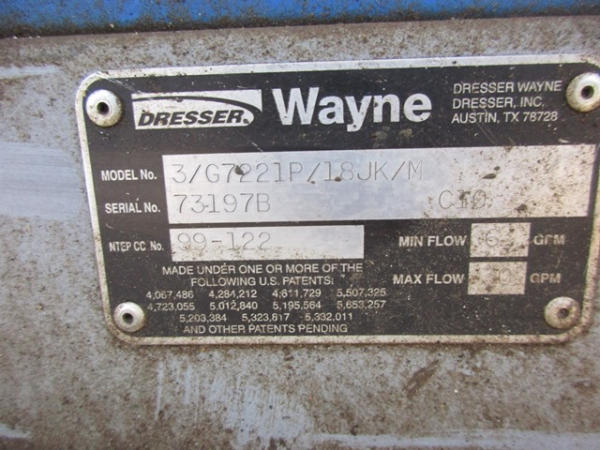 DRESSER Wayne
DRESSER WAYNE
DRESSER, INC.
AUSTIN, TX 78728
MODEL No. 3/G7221P/18JK/M
SERIAL No. 73197B
NTEP CC No. 99-122
MIN FLOW GPM
MAX FLOW GPM
MADE UNDER ONE OR MORE OF THE
FOLLOWING U.S. PATENTS:
4,067,486 4,284,212 4,811,729 5,507,325
4,723,055 5,012,840 5,195,564 5,653,257
5,203,384 5,323,817 5,332,011
AND OTHER PATENTS PENDING